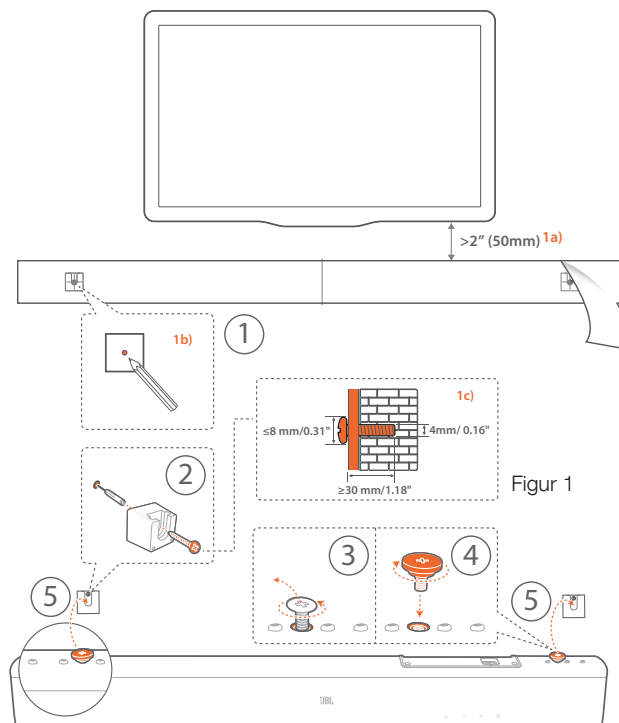 >2” (50mm) 1a)
1b)
1
1c)
≤8 mm/0.31"
4mm/ 0.16"
≥30 mm/1.18"
2
Figur 1
3
4
5
5
JBL